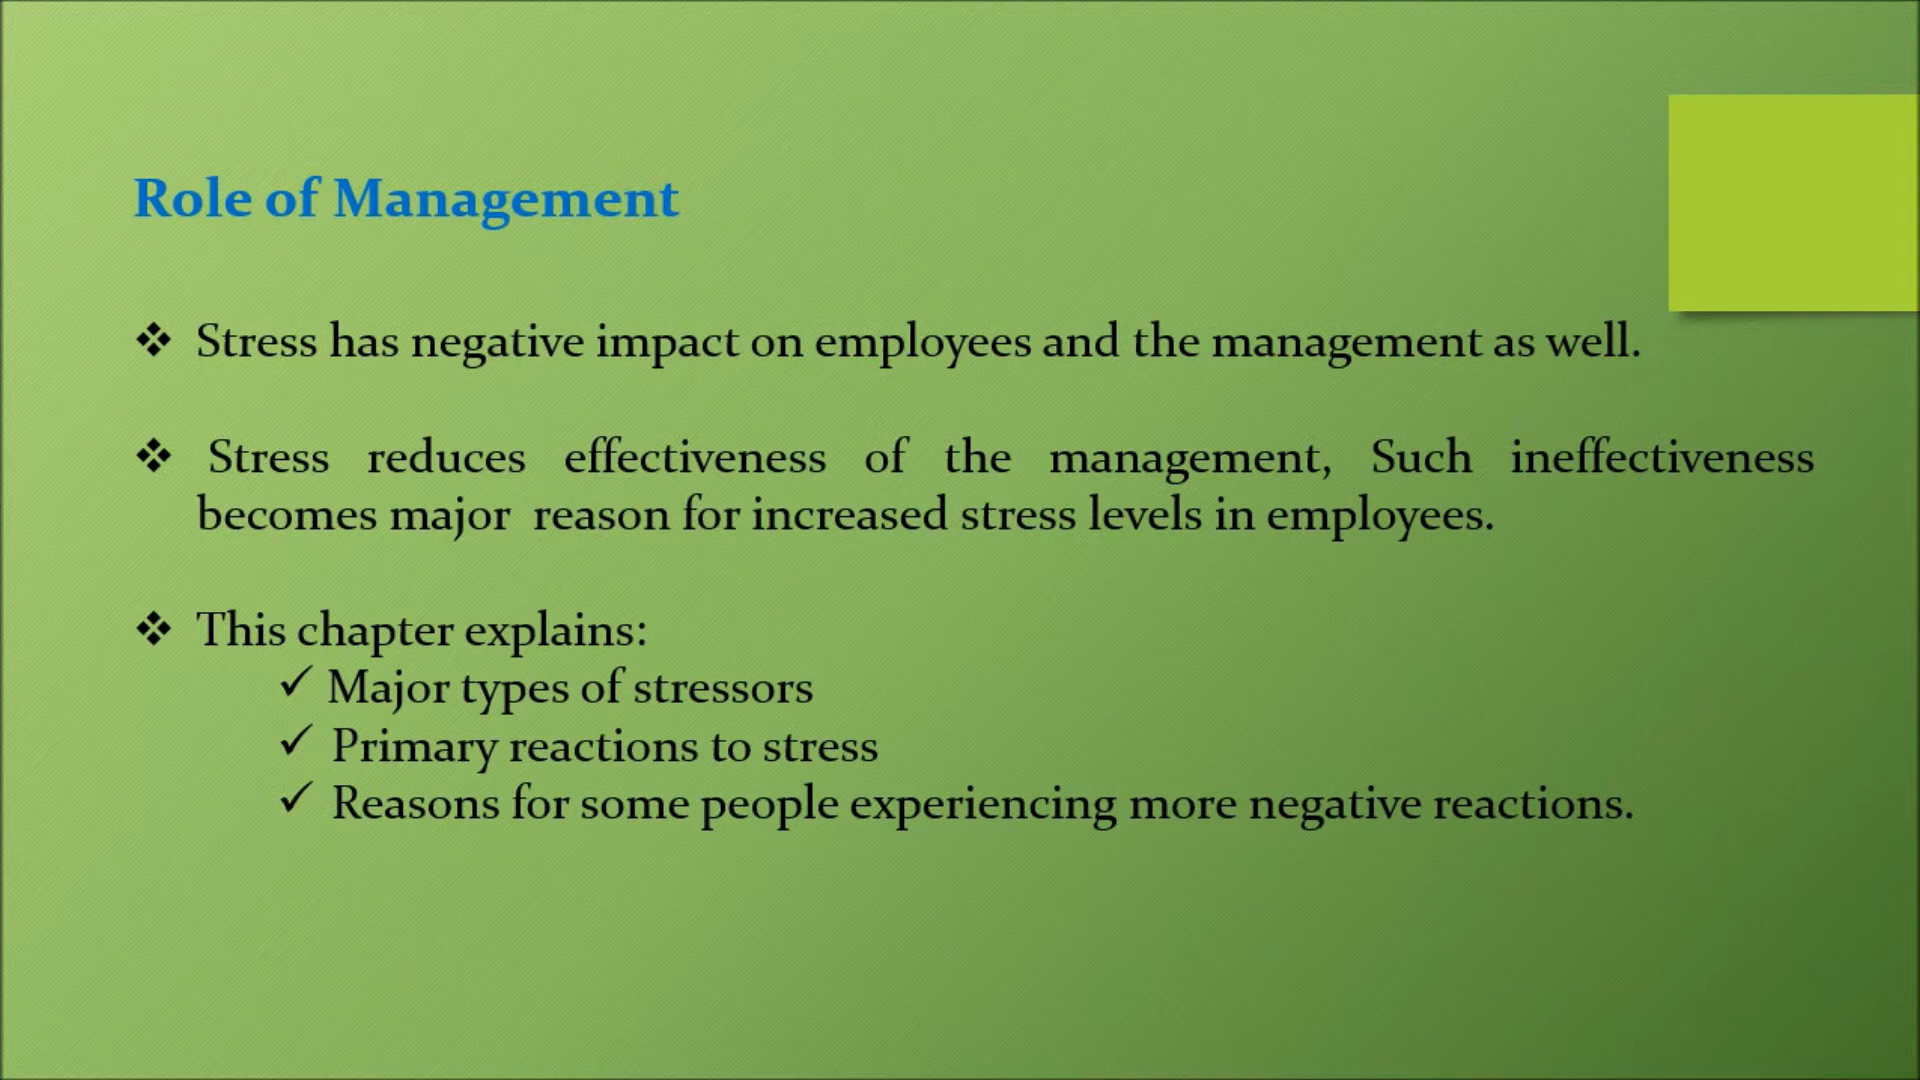 Role of Management
❖ Stress has negative impact on employees and the management as well.
❖ Stress reduces effectiveness of the management, Such ineffectiveness
becomes major reason for increased stress levels in employees.
❖ This chapter explains:
✓ Major types of stressors
✓ Primary reactions to stress
✓ Reasons for some people experiencing more negative reactions.